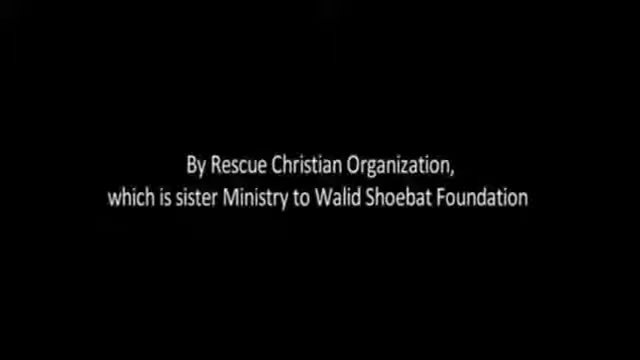 By Rescue Christian Organization,
which is sister Ministry to Walid Shoebat Foundation